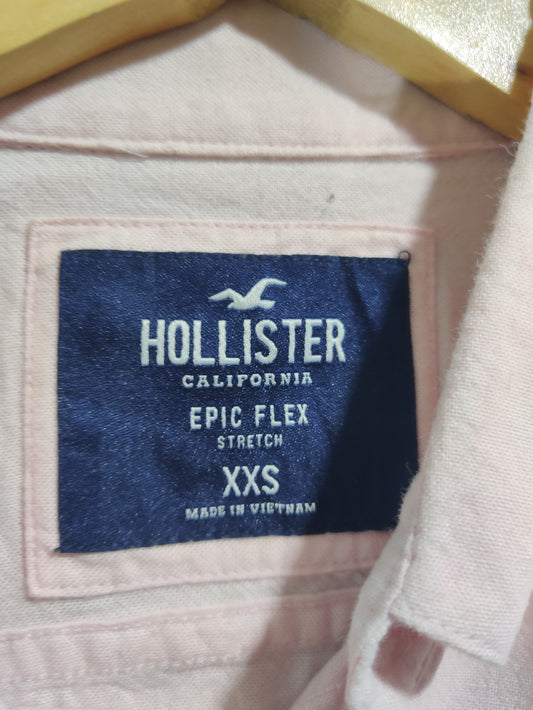 HOLLISTER
CALIFORNIA
EPIC FLEX
STRETCH
XXS
MADE IN VIETNAM